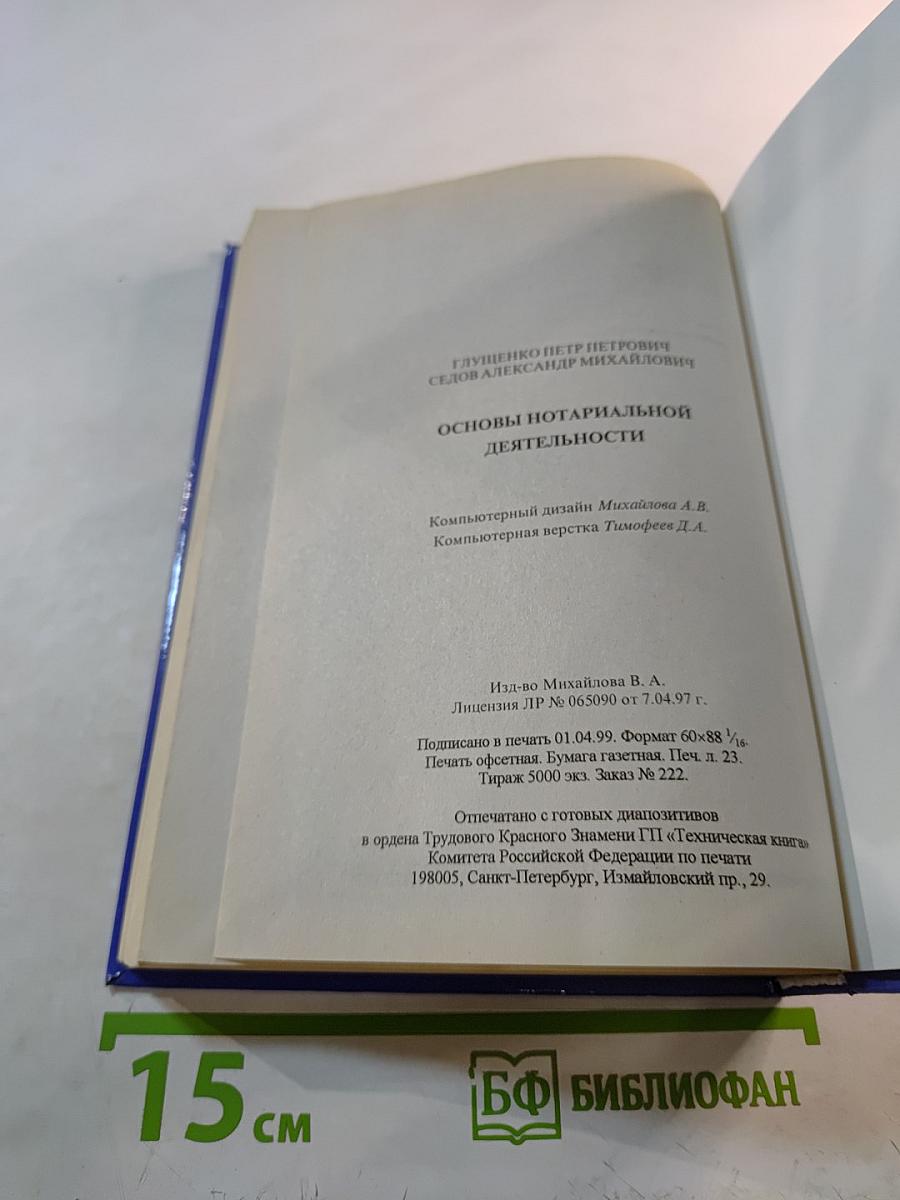 ГЛУЩЕНКО ПЕТР ПЕТРОВИЧ
СЕДОВ АЛЕКСАНДР МИХАЙЛОВИЧ
ОСНОВЫ НОТАРИАЛЬНОЙ
ДЕЯТЕЛЬНОСТИ
Компьютерный дизайн Михайлова А.В.
Компьютерная верстка Тимофеев Д.А.
Изд-во Михайлова В. А.
Лицензия ЛР № 065090 от 7.04.97 г.
Подписано в печать 01.04.99. Формат 60×88 1/16.
Печать офсетная. Бумага газетная. Печ. л. 23.
Тираж 5000 экз. Заказ № 222.
Отпечатано с готовых диапозитивов
в ордена Трудового Красного Знамени ГП «Техническая книга»
Комитета Российской Федерации по печати
198005, Санкт-Петербург, Измайловский пр., 29.
15 см
БФ БИБЛИОФАН